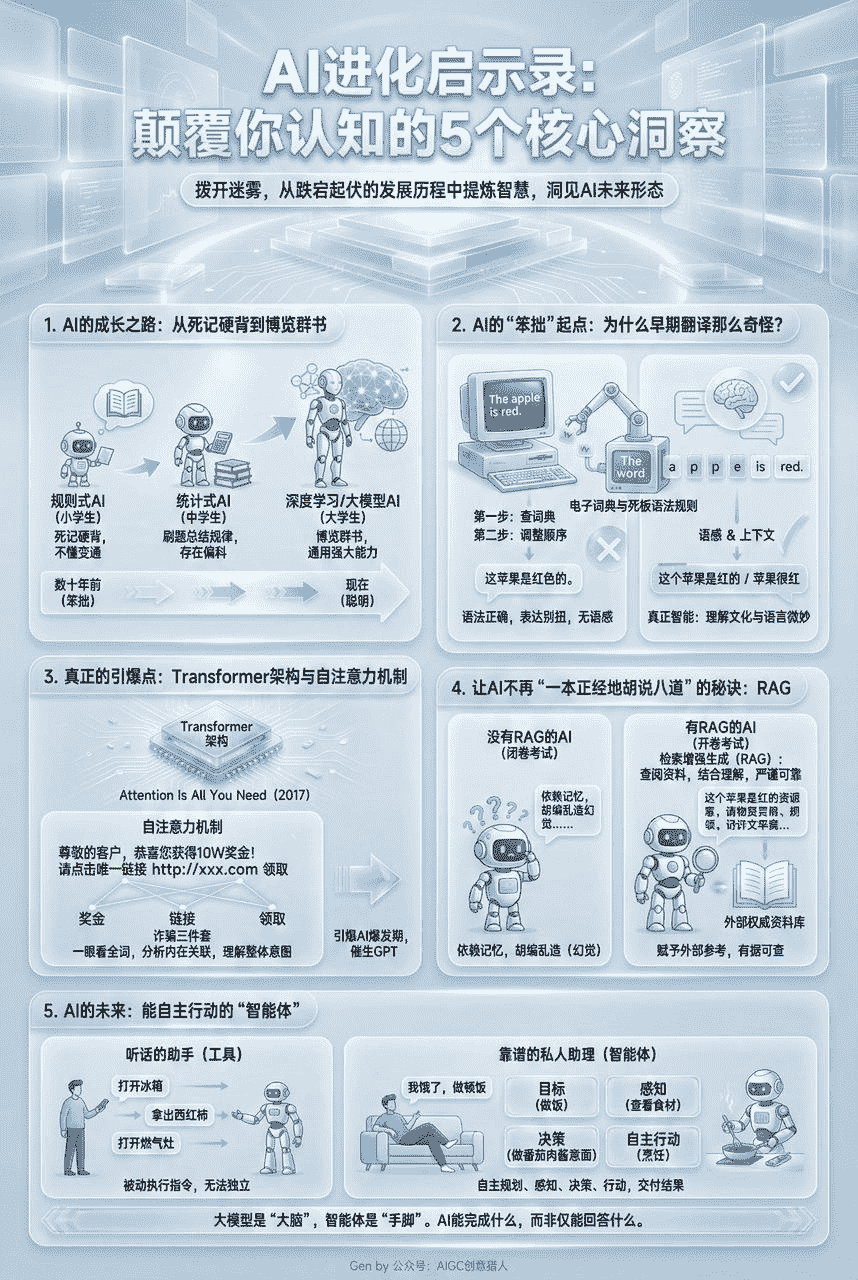 AI进化启示录：
颠覆你认知的5个核心洞察
拨开迷雾，从跌宕起伏的发展历程中提炼智慧，洞见AI未来形态
1. AI的成长之路：从死记硬背到博览群书
规则式AI
（小学生）
死记硬背，
不懂变通
统计式AI
（中学生）
刷题总结规律，
存在偏科
深度学习/大模型AI
（大学生）
博览群书，
通用强大能力
数十年前
（笨拙）
现在
（聪明）
2. AI的“笨拙”起点：为什么早期翻译那么奇怪？
The apple
is red.
W
W
The
word
a p p e is red.
电子词典与死板语法规则
第一步：查词典
第二步：调整顺序
这苹果是红色的。
语法正确，表达别扭，无语感
语感 & 上下文
这个苹果是红的 / 苹果很红
真正智能：理解文化与语言微妙
3. 真正的引爆点：Transformer架构与自注意力机制
Transformer
架构
Attention Is All You Need（2017）
自注意力机制
尊敬的客户，恭喜您获得10W奖金！
请点击唯一链接 http://xxx.com 领取
奖金 链接 领取
诈骗三件套
一眼看全词，分析内在关联，理解整体意图
引爆AI爆发期，
催生GPT
4. 让AI不再“一本正经地胡说八道”的秘诀：RAG
没有RAG的AI
（闭卷考试）
依赖记忆，
胡编乱造幻
觉……
依赖记忆，胡编乱造（幻觉）
有RAG的AI
（开卷考试）
检索增强生成（RAG）：
查阅资料，结合理解，严谨可靠
这个苹果是红的资
外部权威资料库
赋予外部参考，有据可查
5. AI的未来：能自主行动的“智能体”
听话的助手（工具）
打开冰箱
拿出西红柿
打开燃气灶
被动执行指令，无法独立
靠谱的私人助理（智能体）
我饿了，做顿饭
目标
（做饭）
感知
（查看食材）
决策
（做番茄肉酱意面）
自主行动
（烹饪）
自主规划、感知、决策、行动，交付结果
大模型是“大脑”，智能体是“手脚”。AI能完成什么，而非仅能回答什么。
Gen by 公众号：AIGC创意猎人